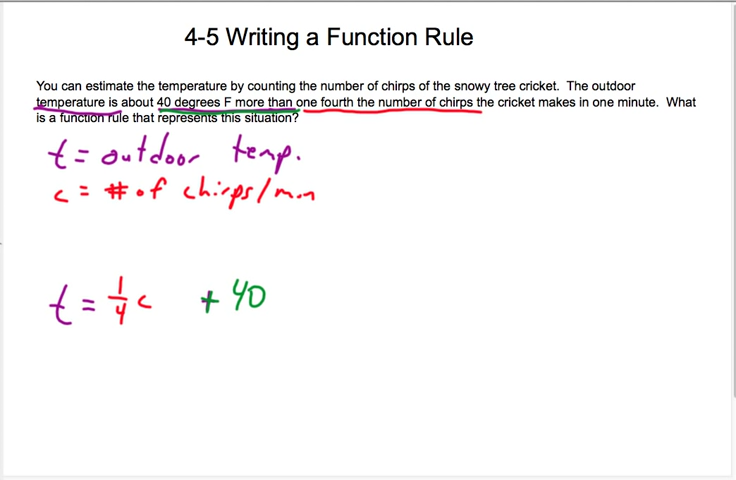 4-5 Writing a Function Rule
You can estimate the temperature by counting the number of chirps of the snowy tree cricket. The outdoor
temperature is about 40 degrees F more than one fourth the number of chirps the cricket makes in one minute. What
is a function rule that represents this situation?
t = outdoor temp.
c = # of chirps/min
t = 1/4 c + 40